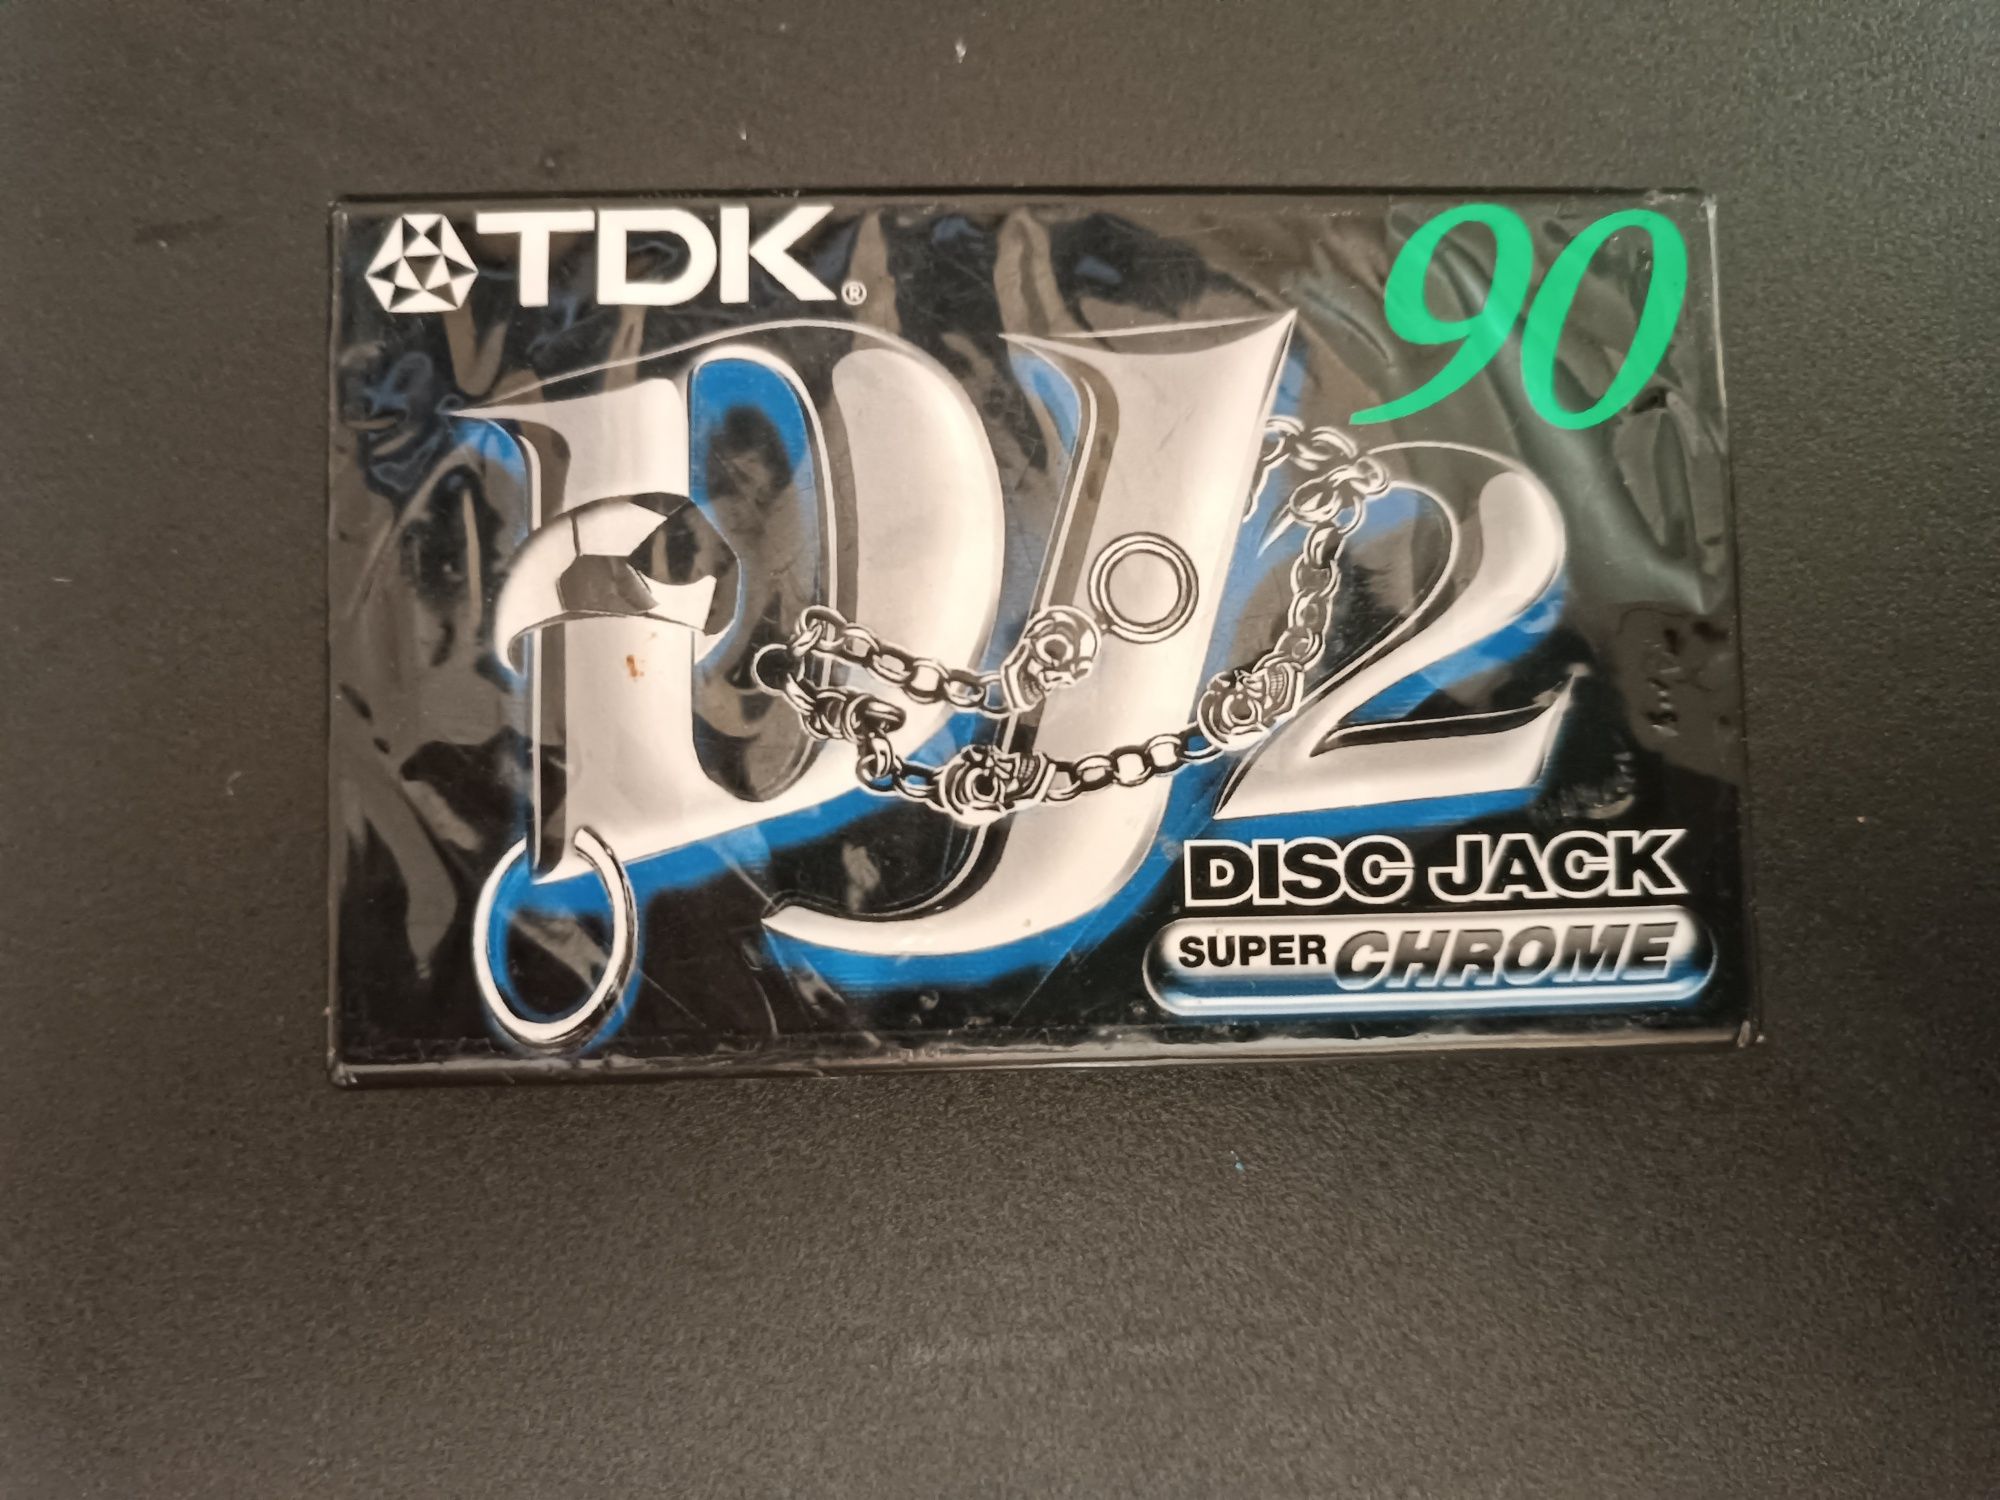 TDK®
90
DJ2
DISC JACK
SUPER CHROME